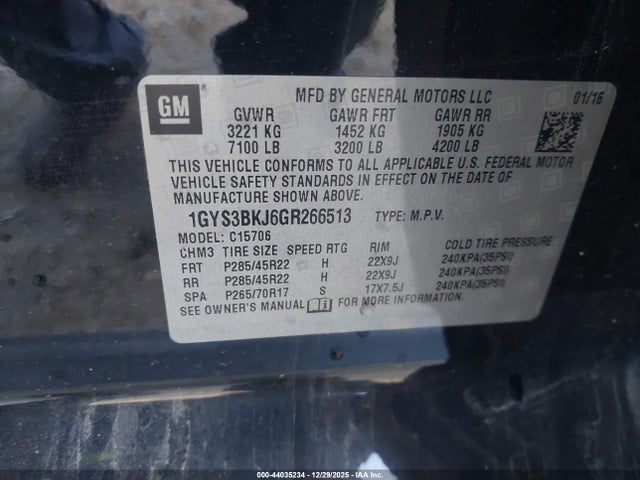 GM
MFD BY GENERAL MOTORS LLC 01/16
GVWR GAWR FRT GAWR RR
3221 KG 1452 KG 1905 KG
7100 LB 3200 LB 4200 LB
THIS VEHICLE CONFORMS TO ALL APPLICABLE U.S. FEDERAL MOTOR
VEHICLE SAFETY STANDARDS IN EFFECT ON THE DATE OF
MANUFACTURE SHOWN ABOVE.
1GYS3BKJ6GR266513 TYPE: M.P.V.
MODEL: C15706
CHM3 TIRE SIZE SPEED RTG RIM COLD TIRE PRESSURE
FRT P285/45R22 H 22X9J 240KPA(35PSI)
RR P285/45R22 H 22X9J 240KPA(35PSI)
SPA P265/70R17 S 17X7.5J 240KPA(35PSI)
SEE OWNER'S MANUAL FOR MORE INFORMATION.
000-44035234 - 12/29/2025 - Copyright © IAA